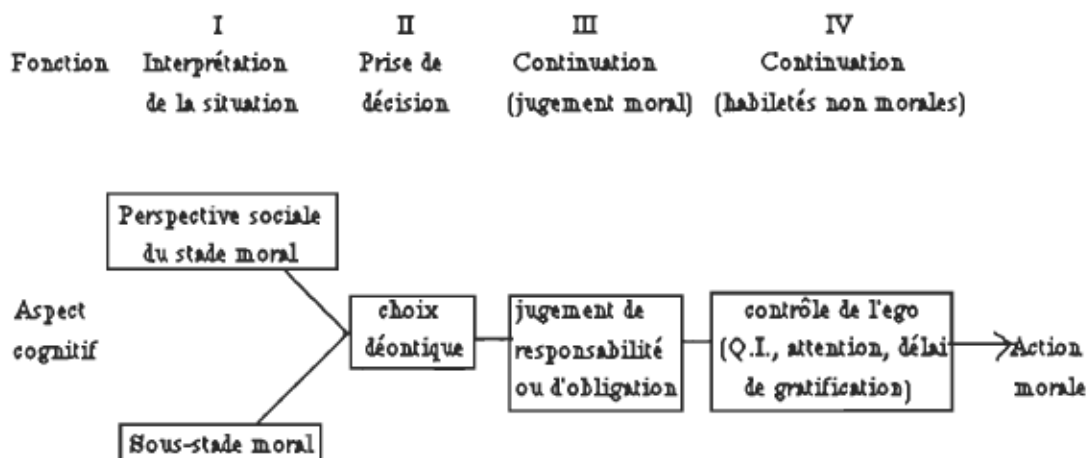 I II III IV
Fonction Interprétation Prise de Continuation Continuation
de la situation décision (jugement moral) (habiletés non morales)
Perspective sociale
du stade moral
Aspect
cognitif
choix
déontique
jugement de
responsabilité
ou d'obligation
contrôle de l'ego
(Q.I., attention, délai
de gratification)
Action
morale
Sous-stade moral